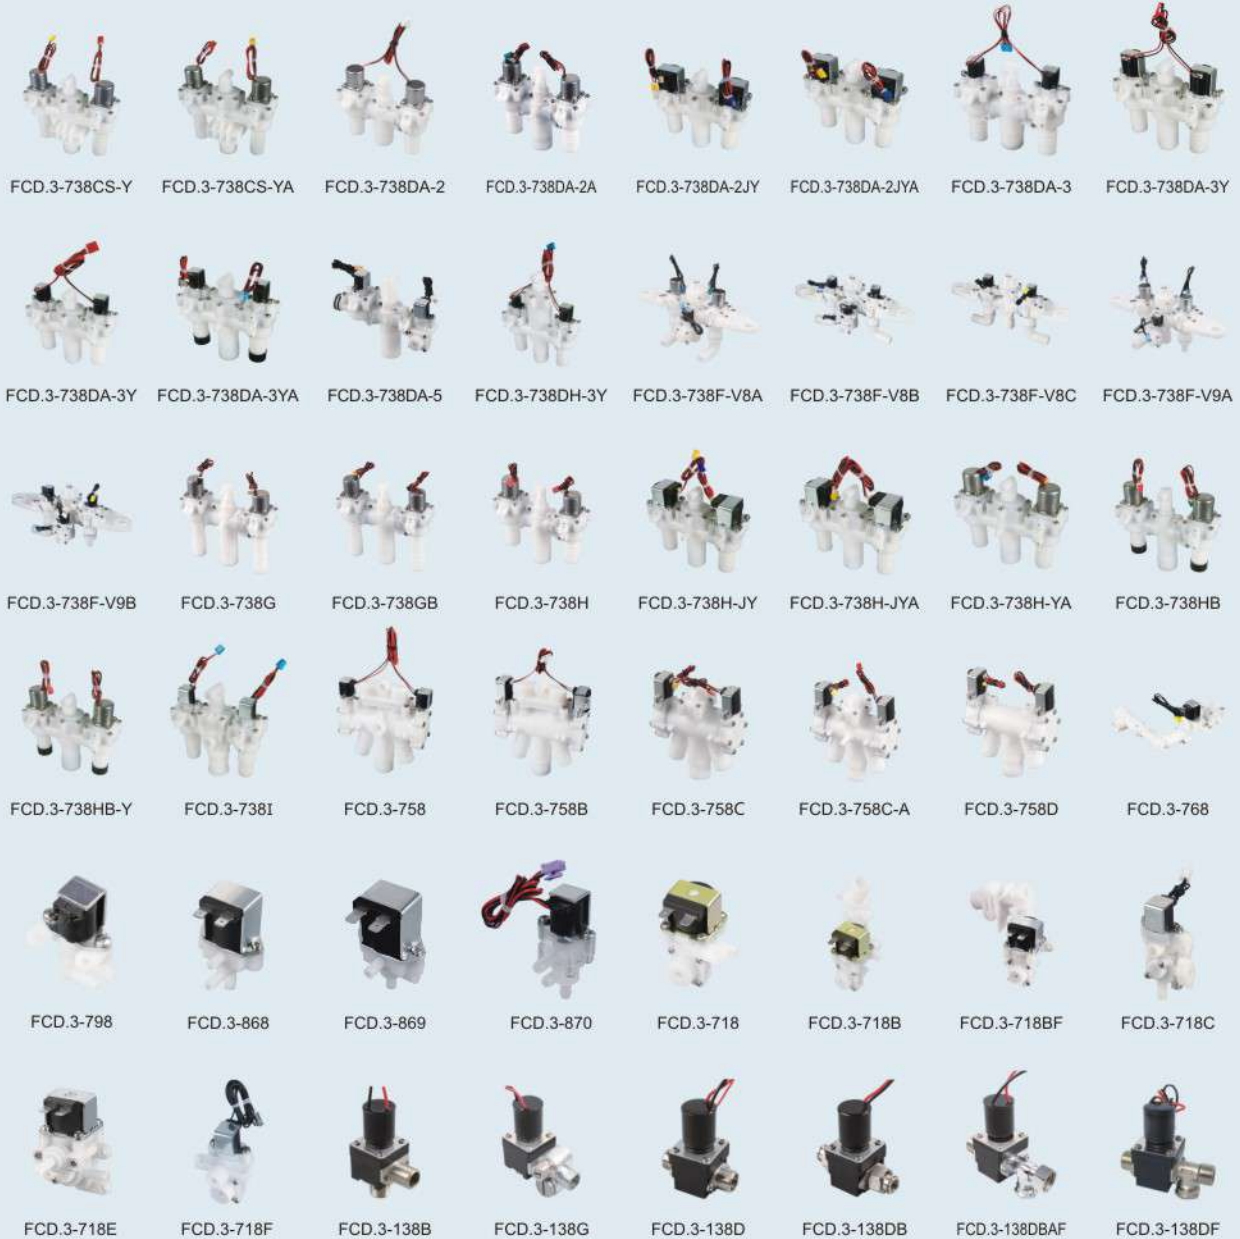 FCD.3-738CS-Y
FCD.3-738CS-YA
FCD.3-738DA-2
FCD.3-738DA-2A
FCD.3-738DA-2JY
FCD.3-738DA-2JYA
FCD.3-738DA-3
FCD.3-738DA-3Y
FCD.3-738DA-3Y
FCD.3-738DA-3YA
FCD.3-738DA-5
FCD.3-738DH-3Y
FCD.3-738F-V8A
FCD.3-738F-V8B
FCD.3-738F-V8C
FCD.3-738F-V9A
FCD.3-738F-V9B
FCD.3-738G
FCD.3-738GB
FCD.3-738H
FCD.3-738H-JY
FCD.3-738H-JYA
FCD.3-738H-YA
FCD.3-738HB
FCD.3-738HB-Y
FCD.3-738I
FCD.3-758
FCD.3-758B
FCD.3-758C
FCD.3-758C-A
FCD.3-758D
FCD.3-768
FCD.3-798
FCD.3-868
FCD.3-869
FCD.3-870
FCD.3-718
FCD.3-718B
FCD.3-718BF
FCD.3-718C
FCD.3-718E
FCD.3-718F
FCD.3-138B
FCD.3-138G
FCD.3-138D
FCD.3-138DB
FCD.3-138DBAF
FCD.3-138DF